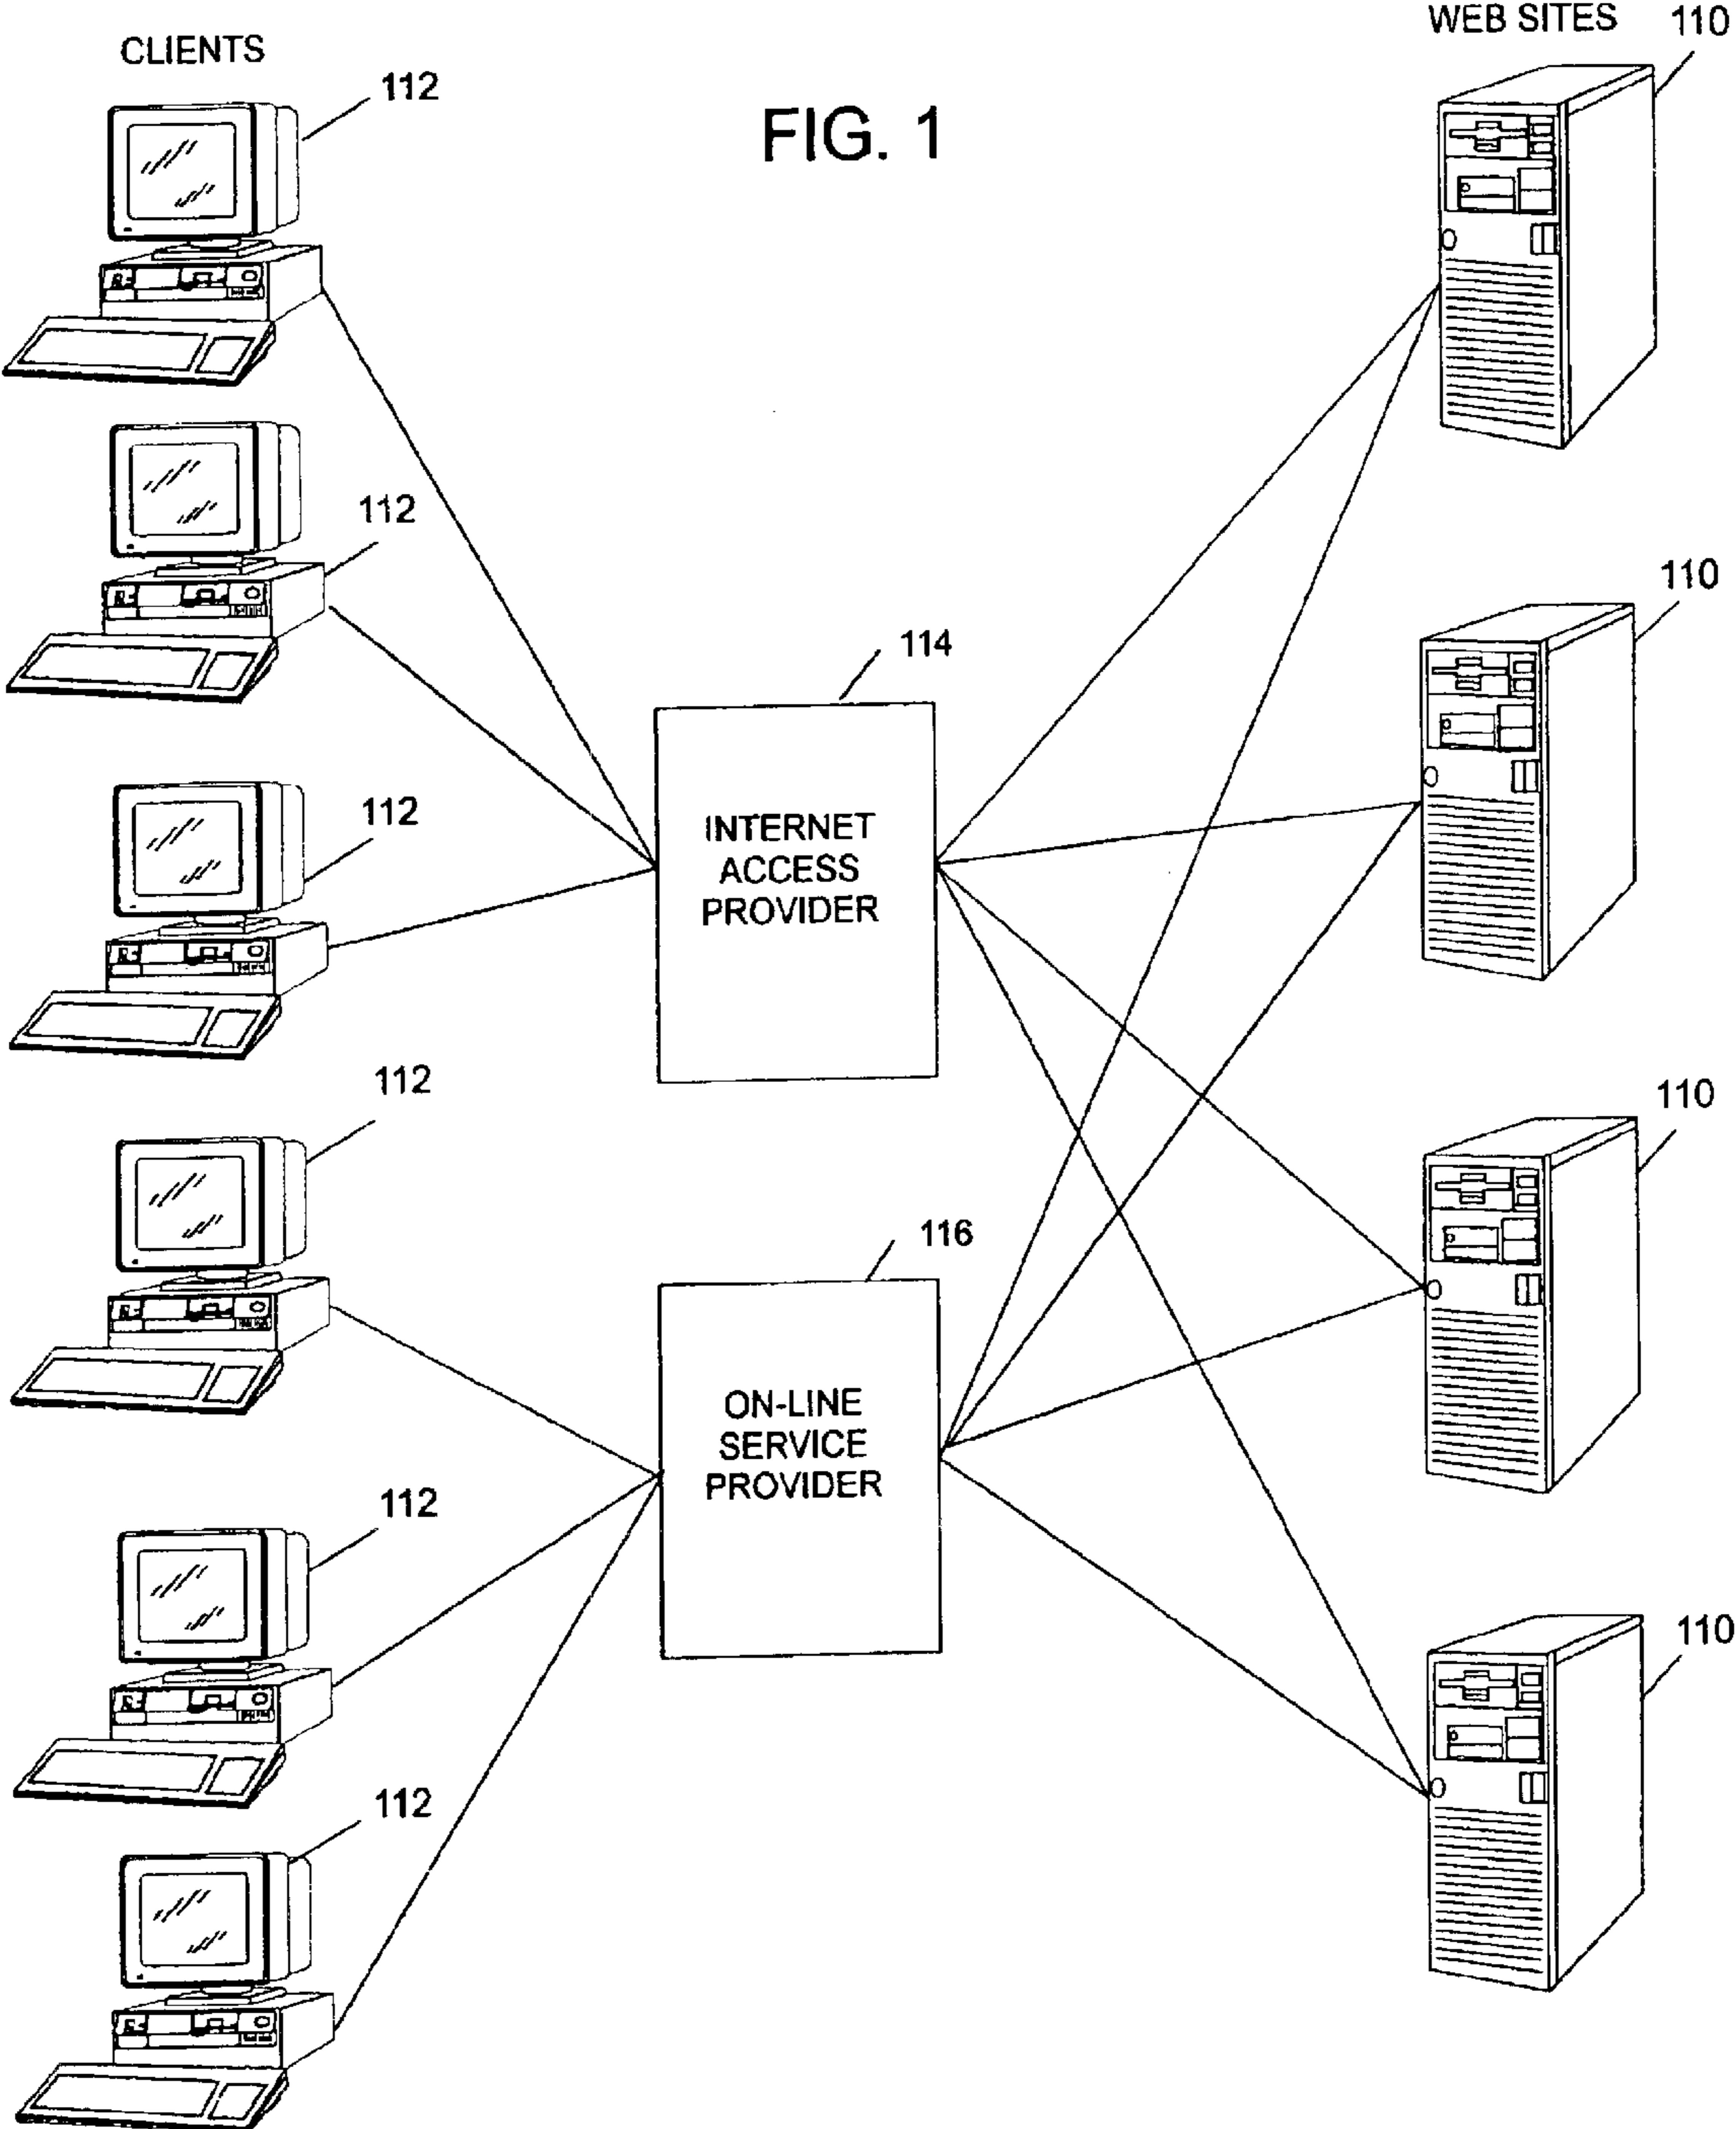 CLIENTS
WEB SITES
110
112
FIG. 1
112
110
114
112
INTERNET
ACCESS
PROVIDER
112
110
116
ON-LINE
SERVICE
PROVIDER
112
110
112